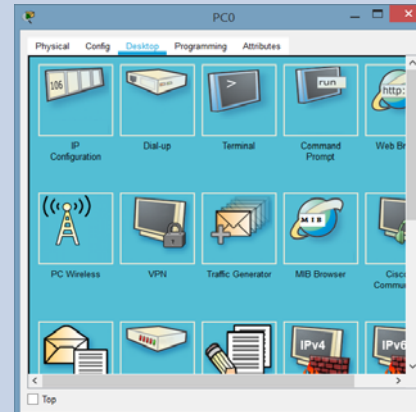 PC0
Physical Config Desktop Programming Attributes
106
>
run
http:
IP
Configuration
Dial-up
Terminal
Command
Prompt
Web Br
MIB
PC Wireless
VPN
Traffic Generator
MIB Browser
Cisco
Commun
IPv4
IPv6
Top